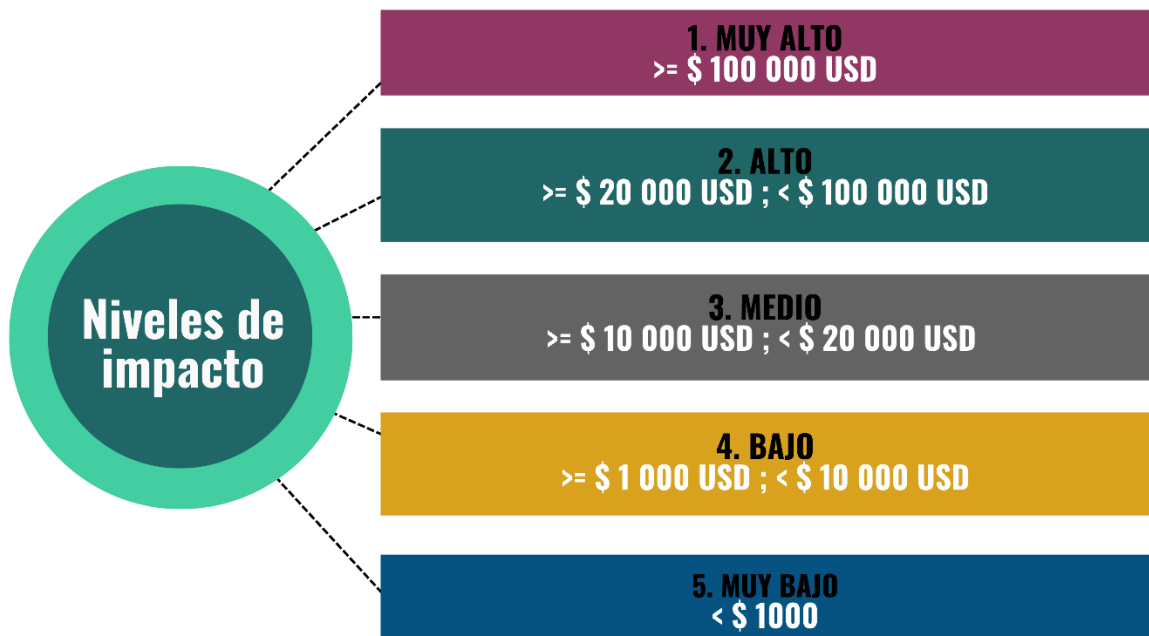 Niveles de
impacto
1. MUY ALTO
>= $ 100 000 USD
2. ALTO
>= $ 20 000 USD ; < $ 100 000 USD
3. MEDIO
>= $ 10 000 USD ; < $ 20 000 USD
4. BAJO
>= $ 1 000 USD ; < $ 10 000 USD
5. MUY BAJO
< $ 1000